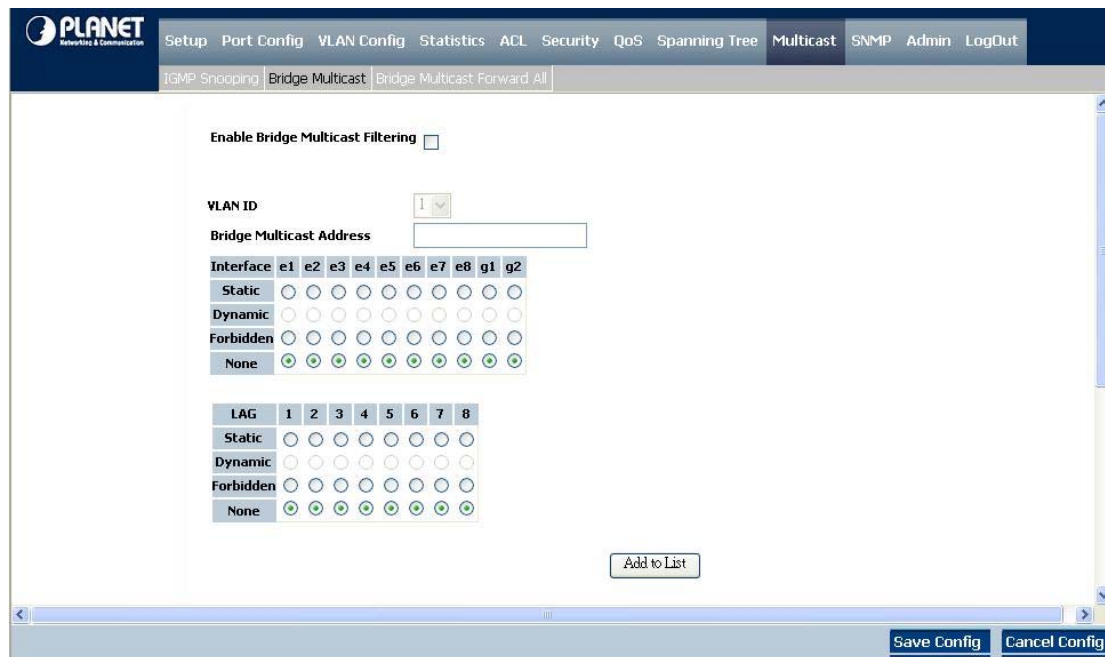 PLANET
Networking & Communication
Setup Port Config VLAN Config Statistics ACL Security QoS Spanning Tree Multicast SNMP Admin LogOut
IGMP Snooping Bridge Multicast Bridge Multicast Forward All
Enable Bridge Multicast Filtering
VLAN ID 1
Bridge Multicast Address
Interface e1 e2 e3 e4 e5 e6 e7 e8 g1 g2
Static
Dynamic
Forbidden
None
LAG 1 2 3 4 5 6 7 8
Static
Dynamic
Forbidden
None
Add to List
Save Config Cancel Config